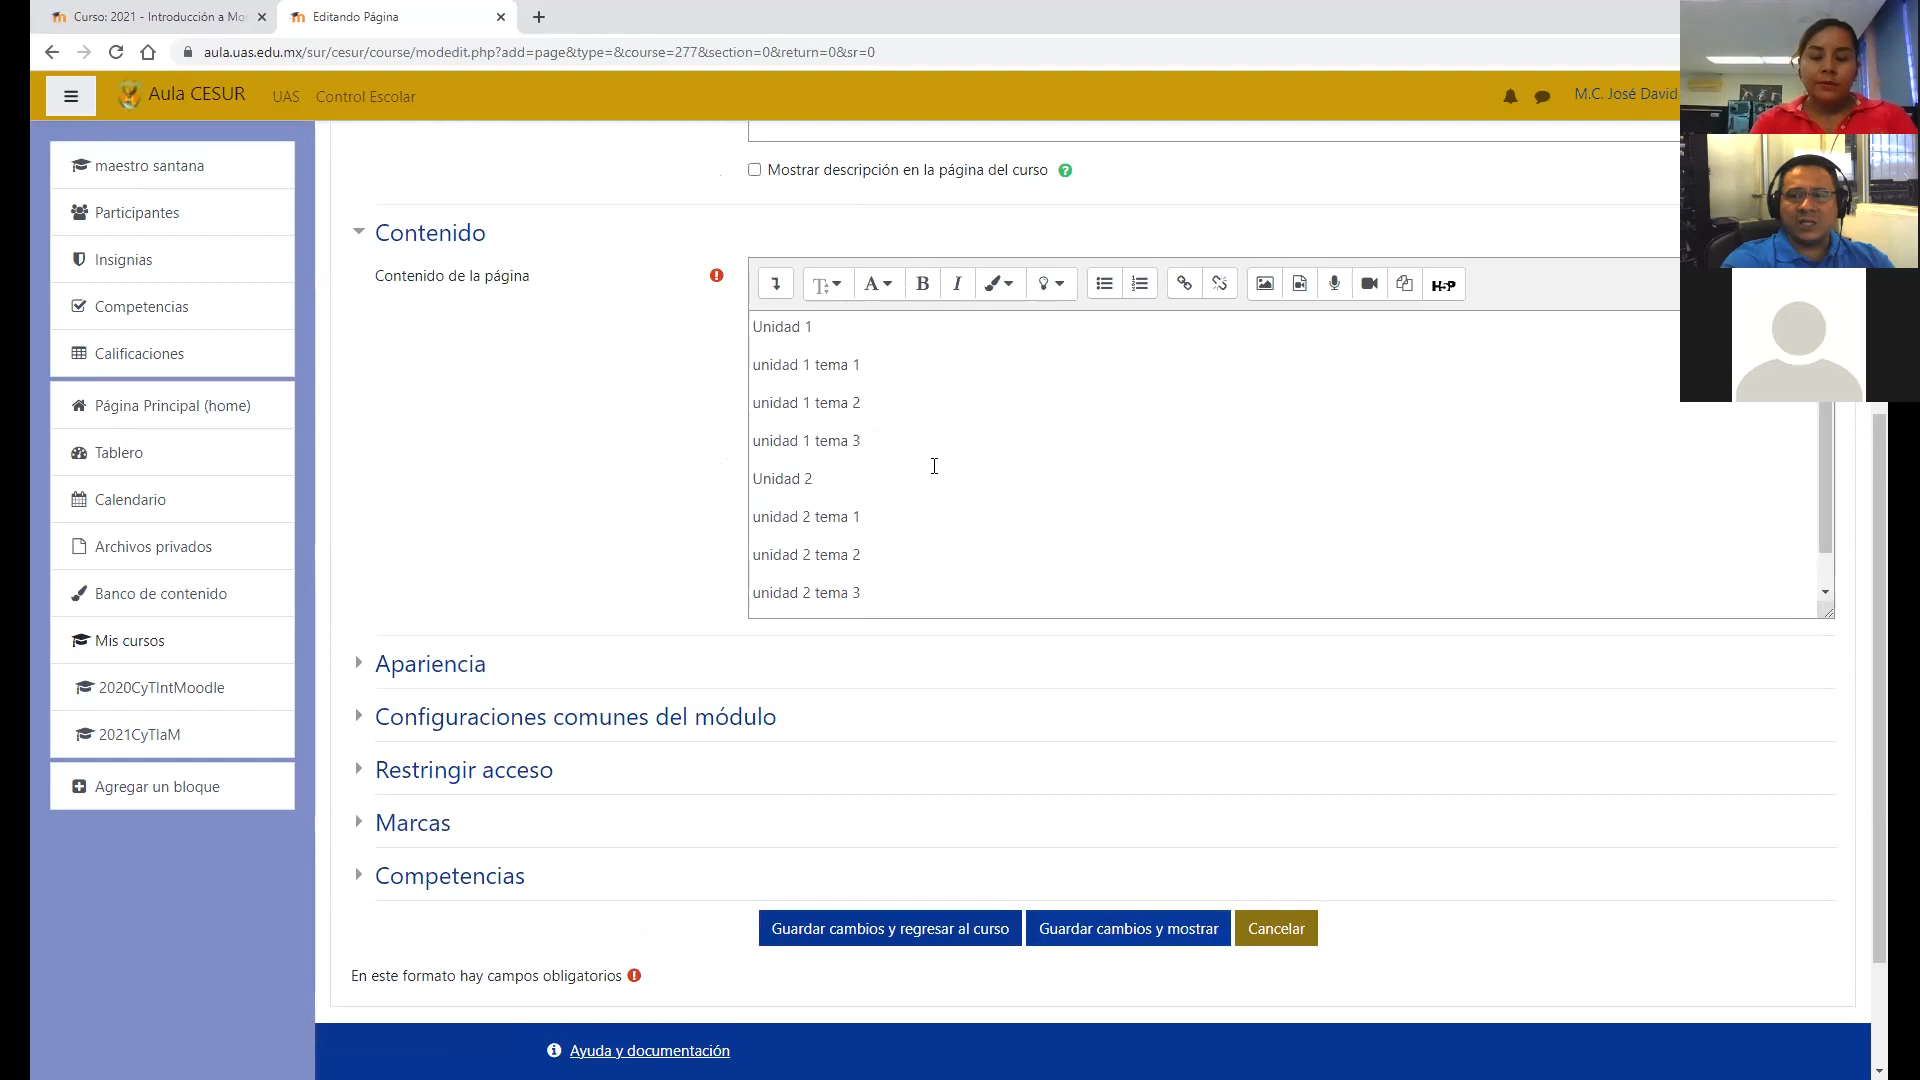 Curso: 2021 - Introducción a Mo
Editando Página
aula.uas.edu.mx/sur/cesur/course/modedit.php?add=page&type=&course=277&section=0&return=0&sr=0
Aula CESUR
UAS
Control Escolar
M.C. José David
maestro santana
Participantes
Insignias
Competencias
Calificaciones
Página Principal (home)
Tablero
Calendario
Archivos privados
Banco de contenido
Mis cursos
2020CyTIntMoodle
2021CyTIaM
Agregar un bloque
Mostrar descripción en la página del curso
Contenido
Contenido de la página
H5P
Unidad 1
unidad 1 tema 1
unidad 1 tema 2
unidad 1 tema 3
Unidad 2
unidad 2 tema 1
unidad 2 tema 2
unidad 2 tema 3
Apariencia
Configuraciones comunes del módulo
Restringir acceso
Marcas
Competencias
Guardar cambios y regresar al curso
Guardar cambios y mostrar
Cancelar
En este formato hay campos obligatorios
Ayuda y documentación